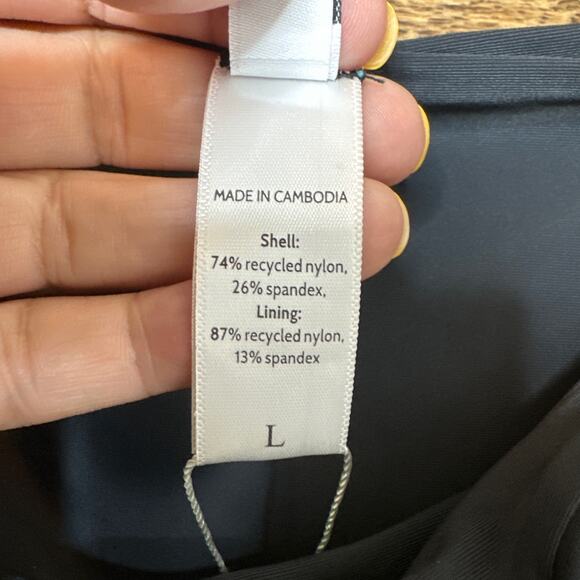 MADE IN CAMBODIA
Shell:
74% recycled nylon,
26% spandex,
Lining:
87% recycled nylon,
13% spandex
L